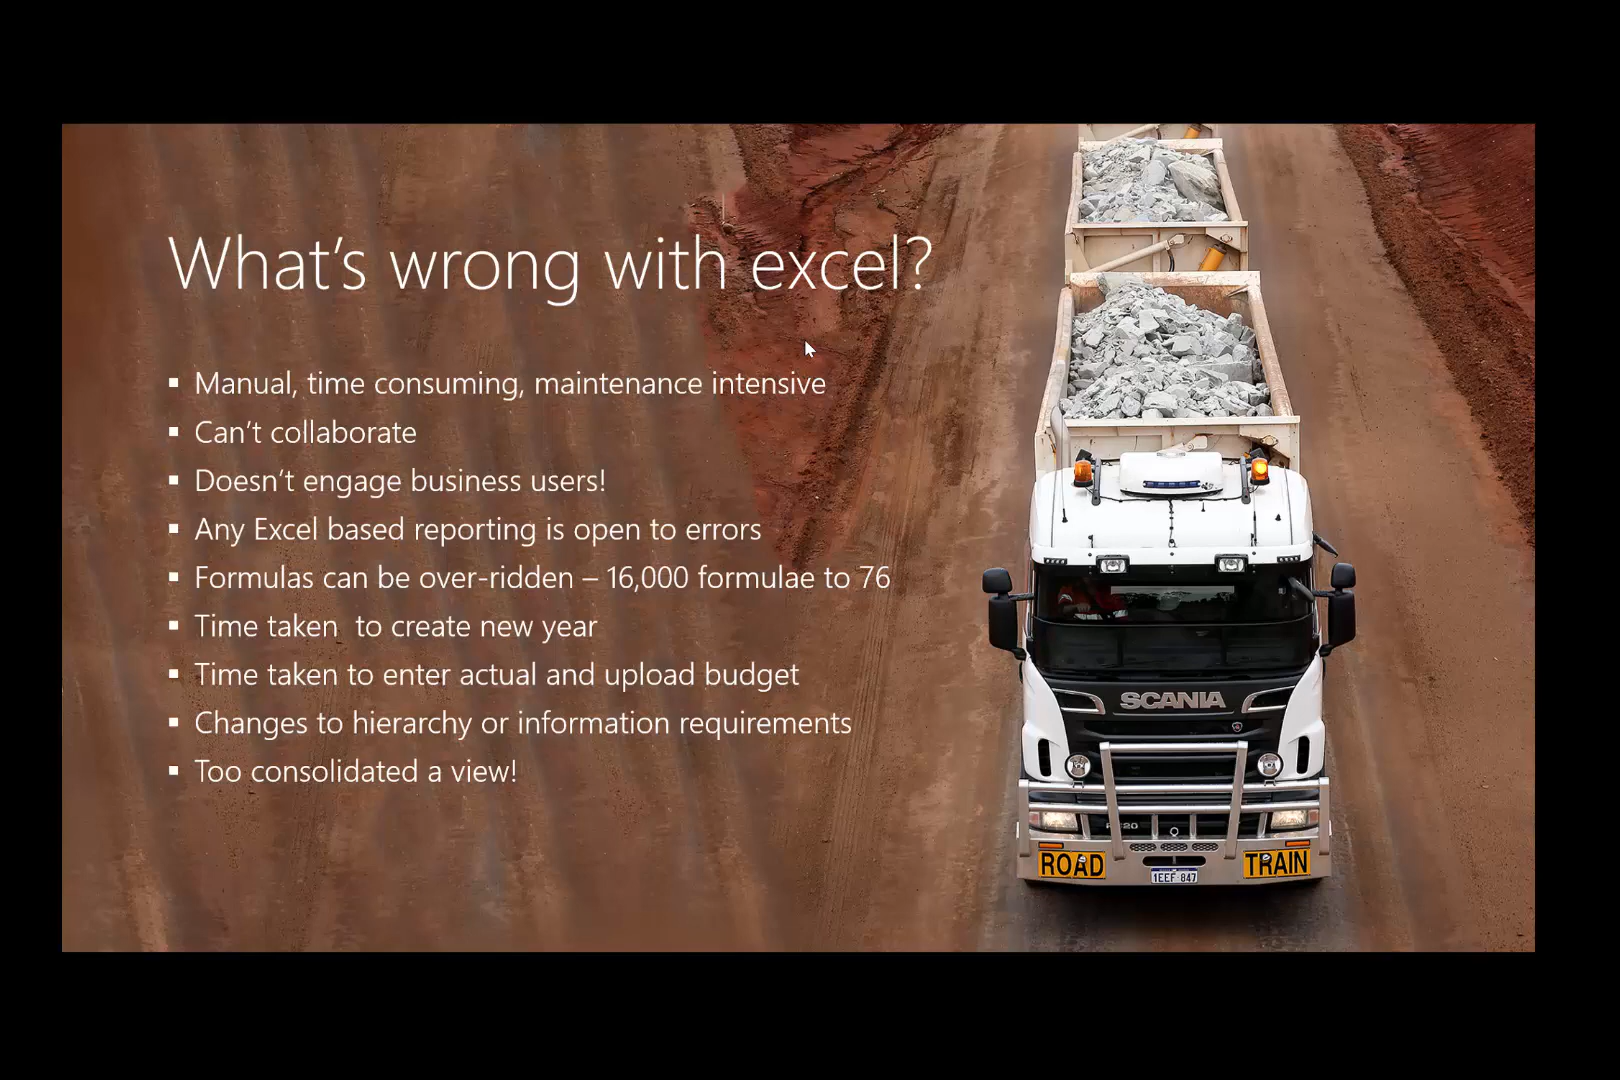 What's wrong with excel?
▪ Manual, time consuming, maintenance intensive
▪ Can't collaborate
▪ Doesn't engage business users!
▪ Any Excel based reporting is open to errors
▪ Formulas can be over-ridden – 16,000 formulae to 76
▪ Time taken  to create new year
▪ Time taken to enter actual and upload budget
▪ Changes to hierarchy or information requirements
▪ Too consolidated a view!
SCANIA
ROAD TRAIN
1EEF 847